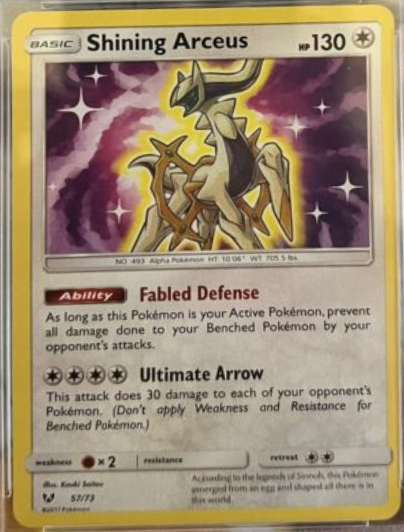 BASIC Shining Arceus HP 130
NO. 493 Alpha Pokémon HT: 10'06" WT: 705.5 lbs.
Ability Fabled Defense
As long as this Pokémon is your Active Pokémon, prevent
all damage done to your Benched Pokémon by your
opponent's attacks.
Ultimate Arrow
This attack does 30 damage to each of your opponent's
Pokémon. (Don't apply Weakness and Resistance for
Benched Pokémon.)
weakness ×2 resistance retreat
Illus. Kouki Saitou
According to the legends of Sinnoh, this Pokémon
emerged from an egg and shaped all there is in
this world.
57/73
©2017 Pokémon